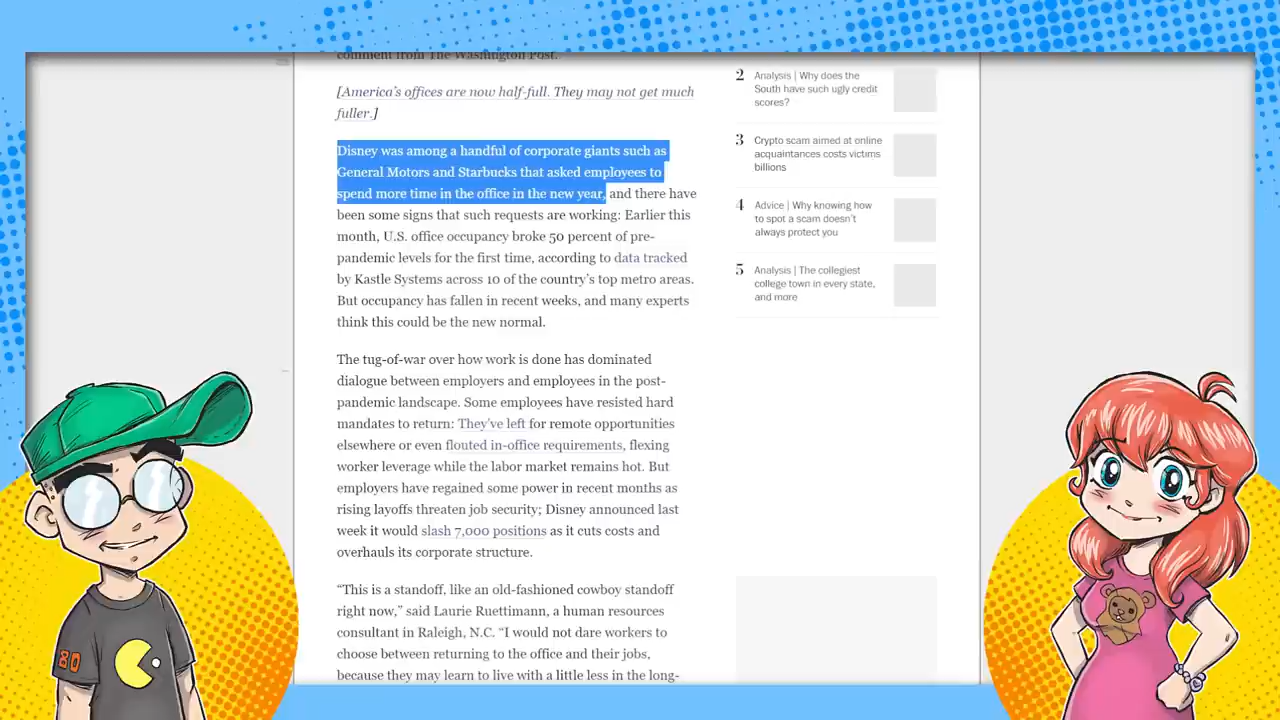 comment from The Washington Post.
[America's offices are now half-full. They may not get much
fuller.]
Disney was among a handful of corporate giants such as
General Motors and Starbucks that asked employees to
spend more time in the office in the new year, and there have
been some signs that such requests are working: Earlier this
month, U.S. office occupancy broke 50 percent of pre-
pandemic levels for the first time, according to data tracked
by Kastle Systems across 10 of the country's top metro areas.
But occupancy has fallen in recent weeks, and many experts
think this could be the new normal.
The tug-of-war over how work is done has dominated
dialogue between employers and employees in the post-
pandemic landscape. Some employees have resisted hard
mandates to return: They've left for remote opportunities
elsewhere or even flouted in-office requirements, flexing
worker leverage while the labor market remains hot. But
employers have regained some power in recent months as
rising layoffs threaten job security; Disney announced last
week it would slash 7,000 positions as it cuts costs and
overhauls its corporate structure.
“This is a standoff, like an old-fashioned cowboy standoff
right now,” said Laurie Ruettimann, a human resources
consultant in Raleigh, N.C. “I would not dare workers to
choose between returning to the office and their jobs,
because they may learn to live with a little less in the long-
2 Analysis | Why does the
South have such ugly credit
scores?
3 Crypto scam aimed at online
acquaintances costs victims
billions
4 Advice | Why knowing how
to spot a scam doesn't
always protect you
5 Analysis | The collegiest
college town in every state,
and more
80